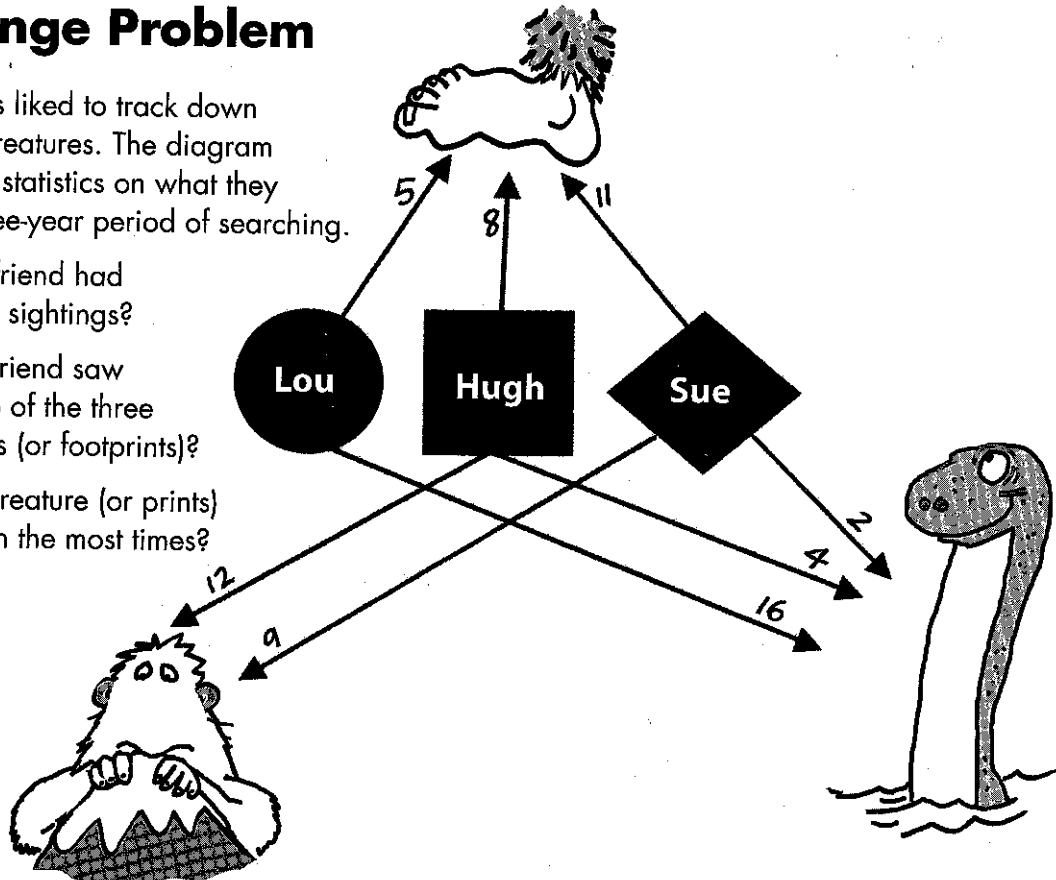 nge Problem
s liked to track down
reatures. The diagram
statistics on what they
ee-year period of searching.
riend had
sightings?
riend saw
of the three
s (or footprints)?
reature (or prints)
n the most times?
5
8
11
Lou
Hugh
Sue
2
4
16
12
9